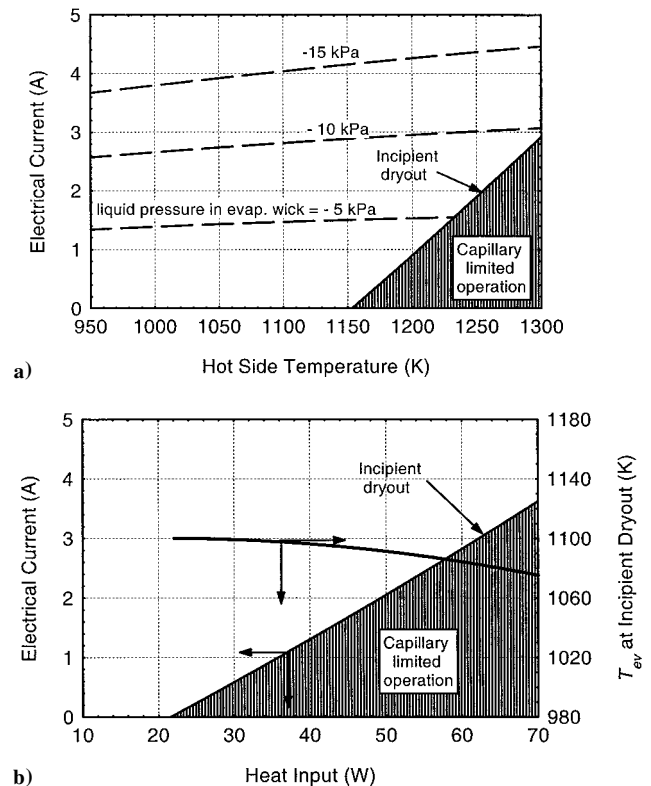 5
4
3
2
1
0
Electrical Current (A)
-15 kPa
- 10 kPa
Incipient
dryout
liquid pressure in evap. wick = - 5 kPa
Capillary
limited
operation
950 1000 1050 1100 1150 1200 1250 1300
Hot Side Temperature (K)
a)
5
4
3
2
1
0
Electrical Current (A)
1180
1140
1100
1060
1020
980
Tev at Incipient Dryout (K)
Incipient
dryout
Capillary
limited
operation
10 20 30 40 50 60 70
Heat Input (W)
b)